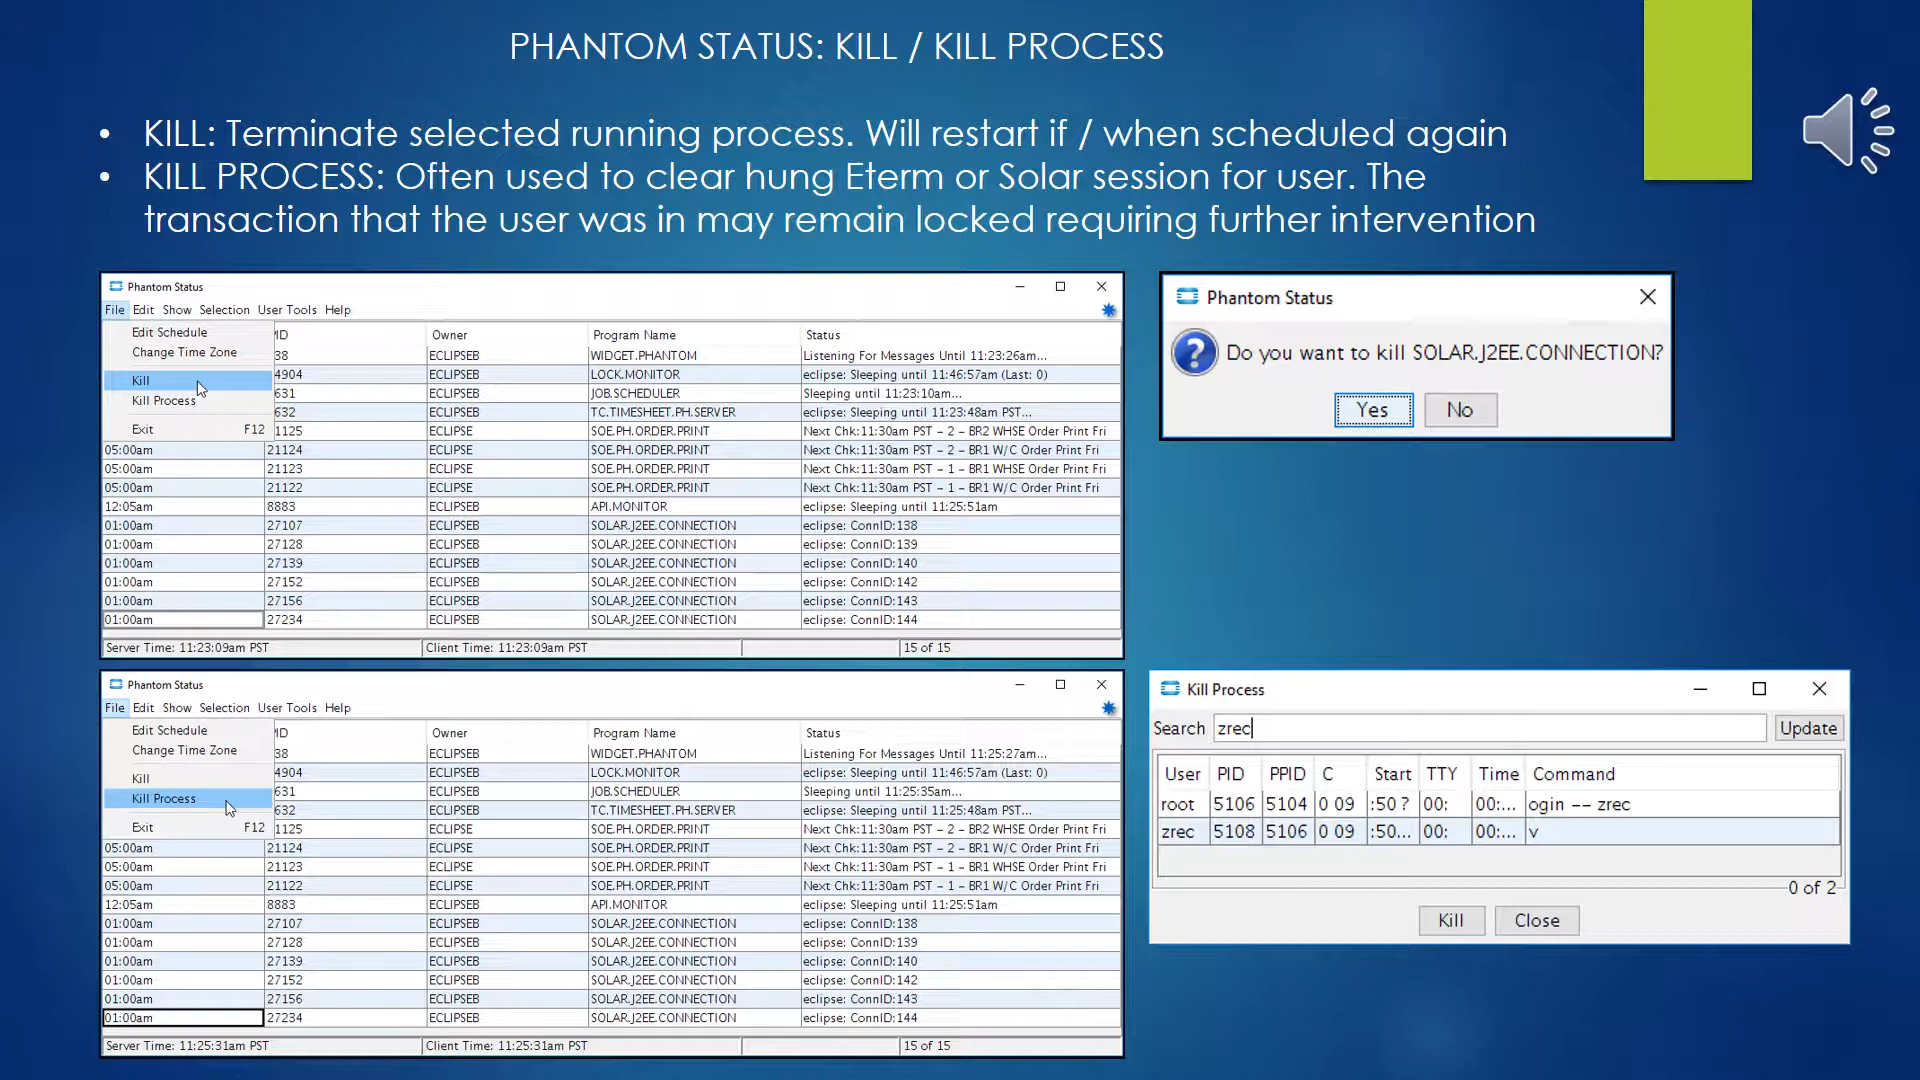 PHANTOM STATUS: KILL / KILL PROCESS
• KILL: Terminate selected running process. Will restart if / when scheduled again
• KILL PROCESS: Often used to clear hung Eterm or Solar session for user. The
transaction that the user was in may remain locked requiring further intervention
Phantom Status
File Edit Show Selection User Tools Help
Edit Schedule
Change Time Zone
Kill
Kill Process
Exit F12
ID Owner Program Name Status
38 ECLIPSEB WIDGET.PHANTOM Listening For Messages Until 11:23:26am...
4904 ECLIPSEB LOCK.MONITOR eclipse: Sleeping until 11:46:57am (Last: 0)
631 ECLIPSEB JOB.SCHEDULER Sleeping until 11:23:10am...
632 ECLIPSEB TC.TIMESHEET.PH.SERVER eclipse: Sleeping until 11:23:48am PST...
1125 ECLIPSE SOE.PH.ORDER.PRINT Next Chk:11:30am PST - 2 - BR2 WHSE Order Print Fri
05:00am 21124 ECLIPSE SOE.PH.ORDER.PRINT Next Chk:11:30am PST - 2 - BR1 W/C Order Print Fri
05:00am 21123 ECLIPSE SOE.PH.ORDER.PRINT Next Chk:11:30am PST - 1 - BR1 WHSE Order Print Fri
05:00am 21122 ECLIPSE SOE.PH.ORDER.PRINT Next Chk:11:30am PST - 1 - BR1 W/C Order Print Fri
12:05am 8883 ECLIPSEB API.MONITOR eclipse: Sleeping until 11:25:51am
01:00am 27107 ECLIPSEB SOLAR.J2EE.CONNECTION eclipse: ConnID:138
01:00am 27128 ECLIPSEB SOLAR.J2EE.CONNECTION eclipse: ConnID:139
01:00am 27139 ECLIPSEB SOLAR.J2EE.CONNECTION eclipse: ConnID:140
01:00am 27152 ECLIPSEB SOLAR.J2EE.CONNECTION eclipse: ConnID:142
01:00am 27156 ECLIPSEB SOLAR.J2EE.CONNECTION eclipse: ConnID:143
01:00am 27234 ECLIPSEB SOLAR.J2EE.CONNECTION eclipse: ConnID:144
Server Time: 11:23:09am PST Client Time: 11:23:09am PST 15 of 15
Phantom Status
Do you want to kill SOLAR.J2EE.CONNECTION?
Yes No
Phantom Status
File Edit Show Selection User Tools Help
Edit Schedule
Change Time Zone
Kill
Kill Process
Exit F12
ID Owner Program Name Status
38 ECLIPSEB WIDGET.PHANTOM Listening For Messages Until 11:25:27am...
4904 ECLIPSEB LOCK.MONITOR eclipse: Sleeping until 11:46:57am (Last: 0)
631 ECLIPSEB JOB.SCHEDULER Sleeping until 11:25:35am...
632 ECLIPSEB TC.TIMESHEET.PH.SERVER eclipse: Sleeping until 11:25:48am PST...
1125 ECLIPSE SOE.PH.ORDER.PRINT Next Chk:11:30am PST - 2 - BR2 WHSE Order Print Fri
05:00am 21124 ECLIPSE SOE.PH.ORDER.PRINT Next Chk:11:30am PST - 2 - BR1 W/C Order Print Fri
05:00am 21123 ECLIPSE SOE.PH.ORDER.PRINT Next Chk:11:30am PST - 1 - BR1 WHSE Order Print Fri
05:00am 21122 ECLIPSE SOE.PH.ORDER.PRINT Next Chk:11:30am PST - 1 - BR1 W/C Order Print Fri
12:05am 8883 ECLIPSEB API.MONITOR eclipse: Sleeping until 11:25:51am
01:00am 27107 ECLIPSEB SOLAR.J2EE.CONNECTION eclipse: ConnID:138
01:00am 27128 ECLIPSEB SOLAR.J2EE.CONNECTION eclipse: ConnID:139
01:00am 27139 ECLIPSEB SOLAR.J2EE.CONNECTION eclipse: ConnID:140
01:00am 27152 ECLIPSEB SOLAR.J2EE.CONNECTION eclipse: ConnID:142
01:00am 27156 ECLIPSEB SOLAR.J2EE.CONNECTION eclipse: ConnID:143
01:00am 27234 ECLIPSEB SOLAR.J2EE.CONNECTION eclipse: ConnID:144
Server Time: 11:25:31am PST Client Time: 11:25:31am PST 15 of 15
Kill Process
Search zrec Update
User PID PPID C Start TTY Time Command
root 5106 5104 0 09 :50 ? 00: 00:... ogin -- zrec
zrec 5108 5106 0 09 :50... 00: 00:... v
0 of 2
Kill Close